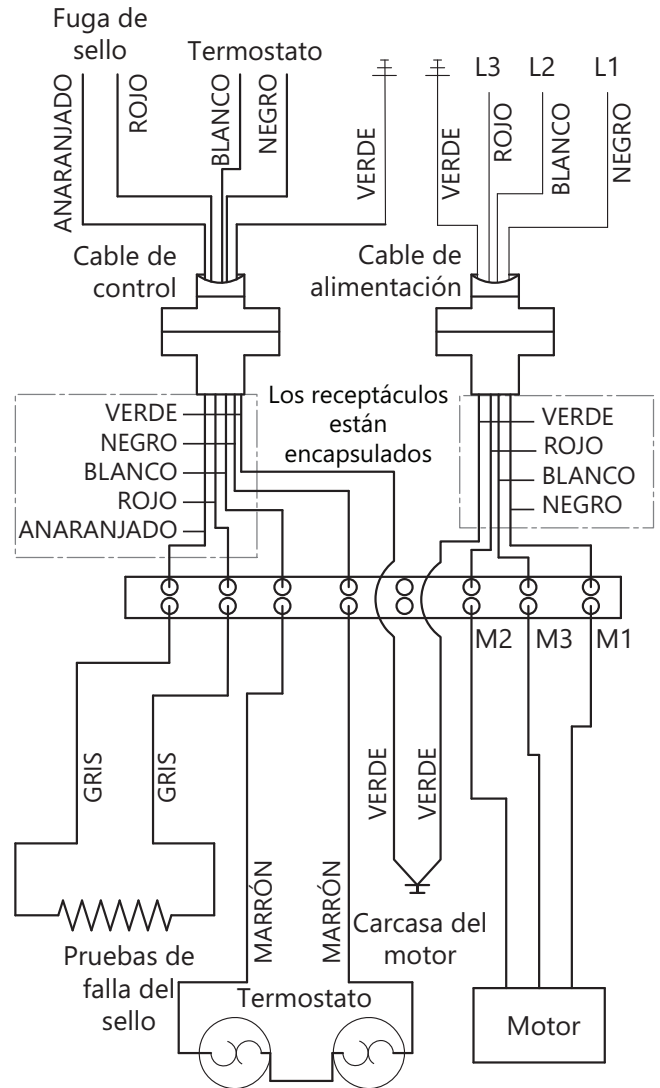 Fuga de
sello
Termostato
L3
L2
L1
ANARANJADO
ROJO
BLANCO
NEGRO
VERDE
VERDE
ROJO
BLANCO
NEGRO
Cable de
control
Cable de
alimentación
Los receptáculos
están
encapsulados
VERDE
NEGRO
BLANCO
ROJO
ANARANJADO
VERDE
ROJO
BLANCO
NEGRO
M2
M3
M1
GRIS
GRIS
MARRÓN
MARRÓN
VERDE
VERDE
Pruebas de
falla del
sello
Termostato
Carcasa del
motor
Motor